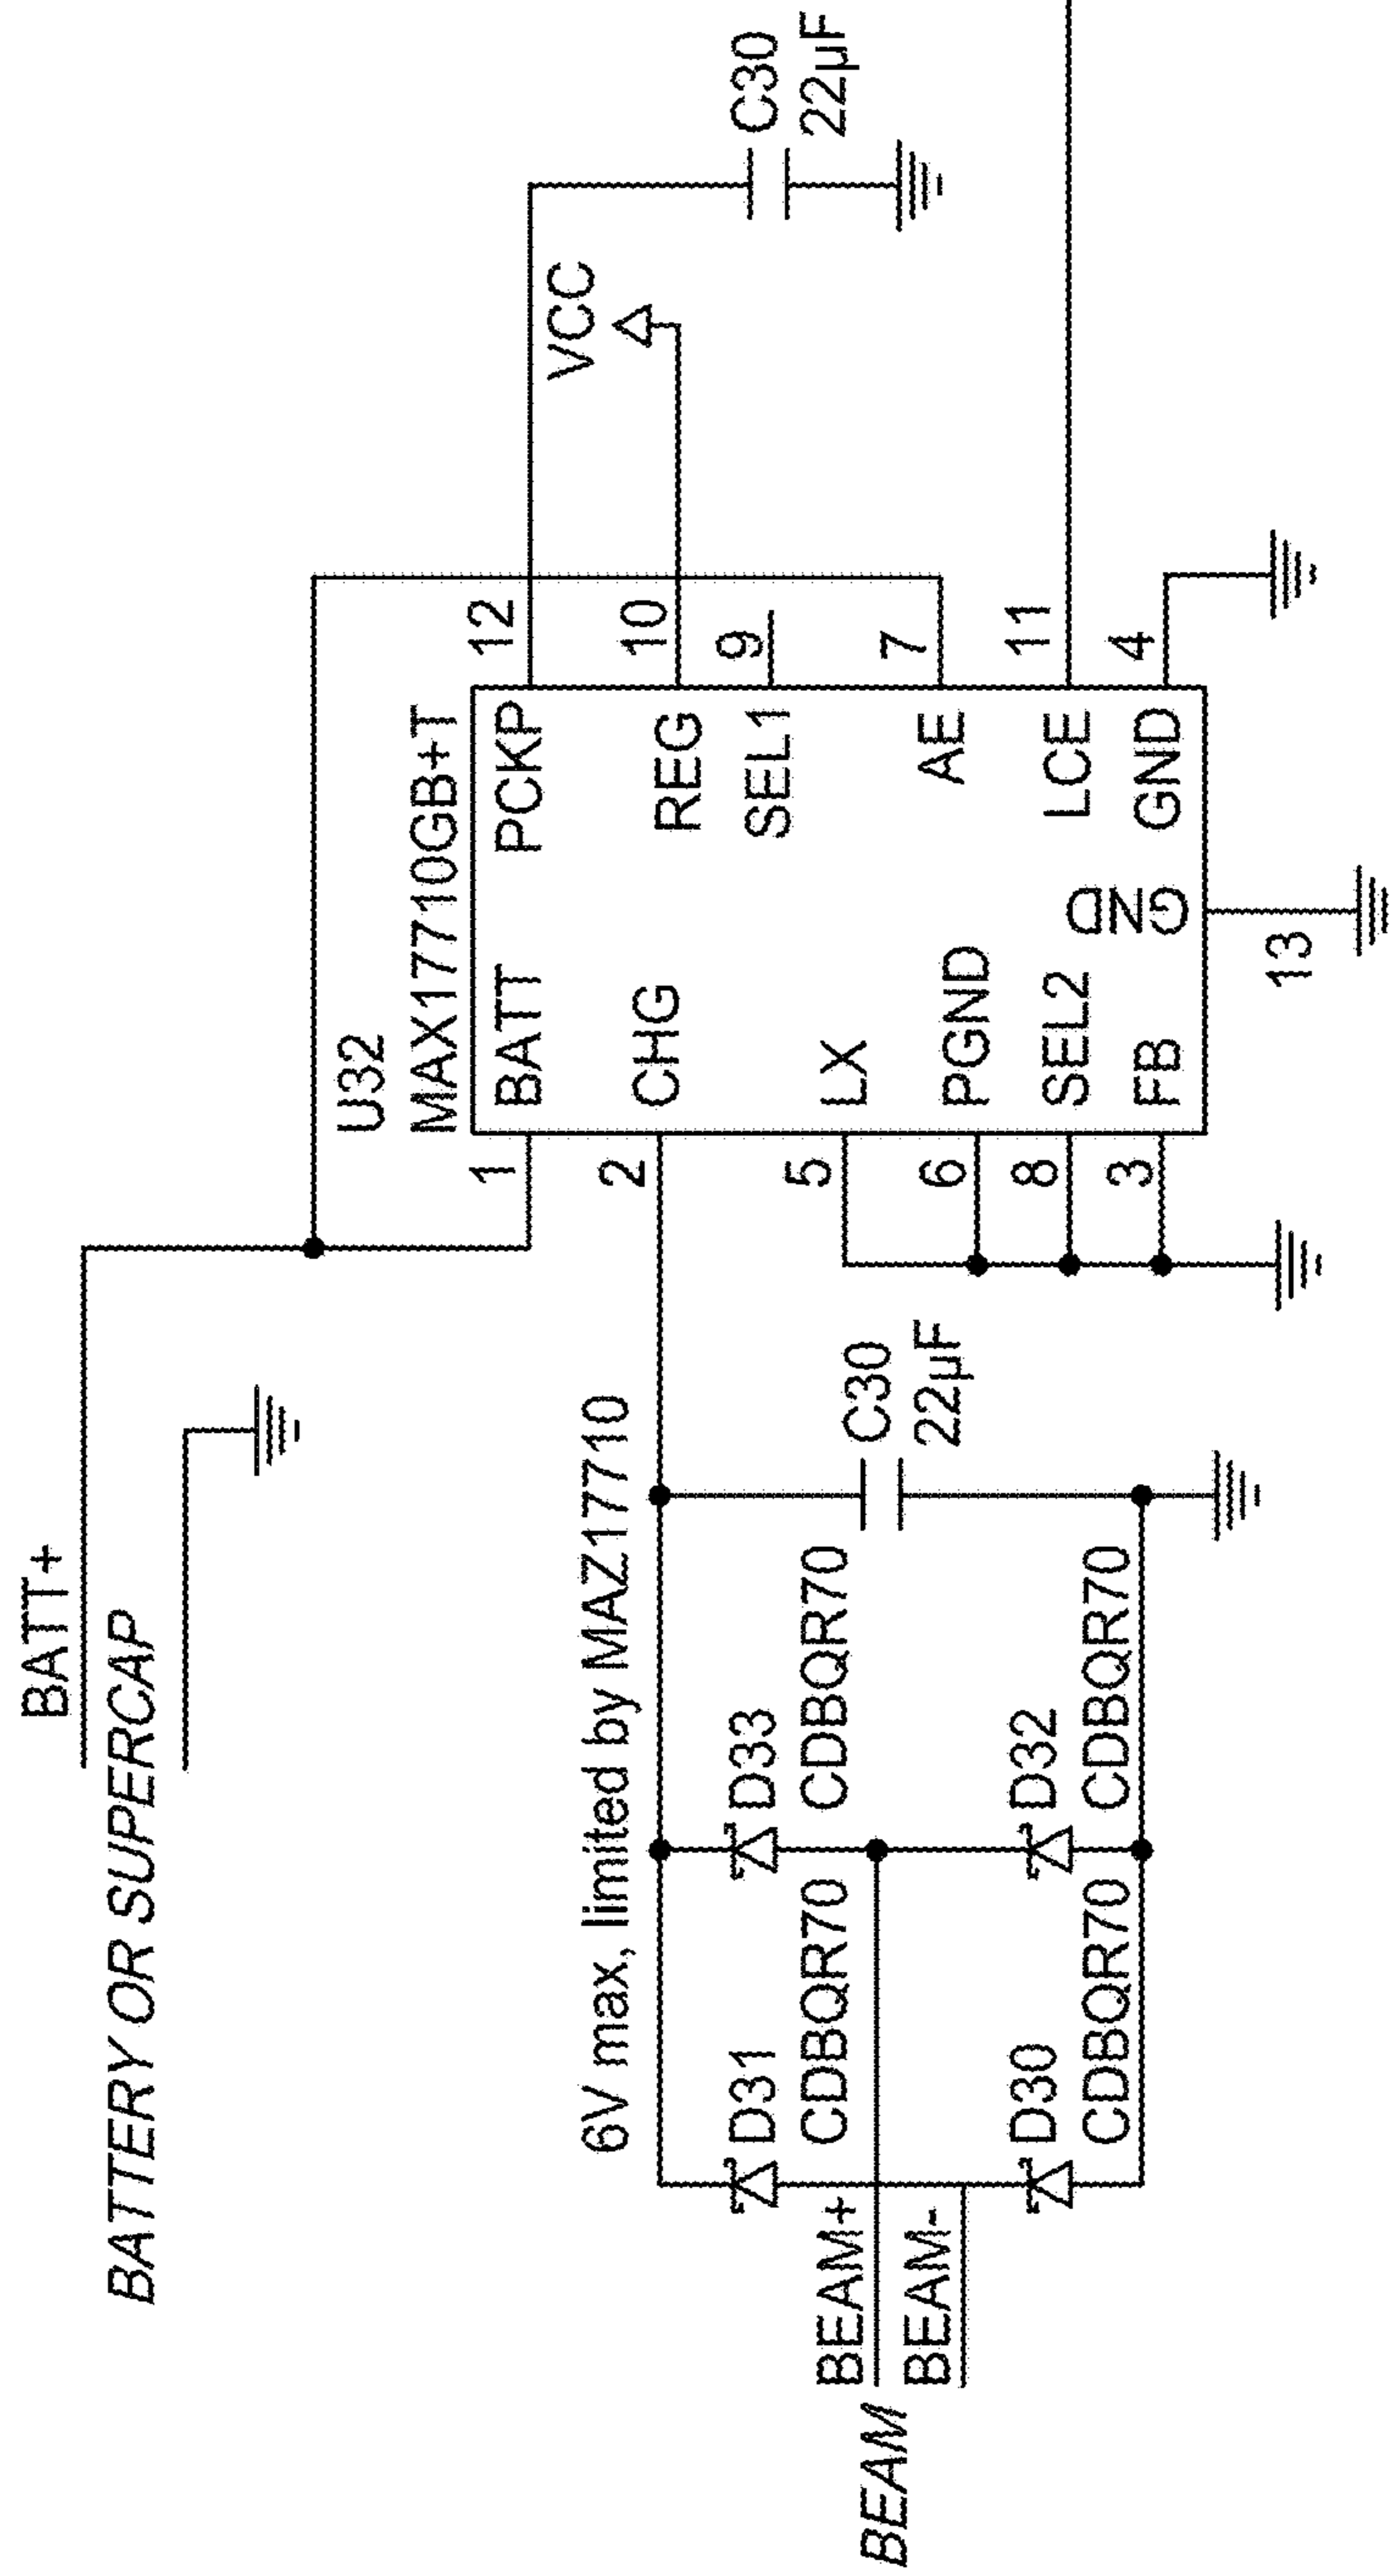 BATT+
BATTERY OR SUPERCAP
U32
MAX17710GB+T
1
BATT
PCKP
12
2
CHG
REG
10
SEL1
9
5
LX
AE
7
6
PGND
8
SEL2
LCE
11
3
FB
GND
4
GND
13
VCC
C30
22µF
6V max, limited by MAZ17710
D31
CDBQR70
D33
CDBQR70
C30
22µF
BEAM+
BEAM
BEAM-
D30
CDBQR70
D32
CDBQR70